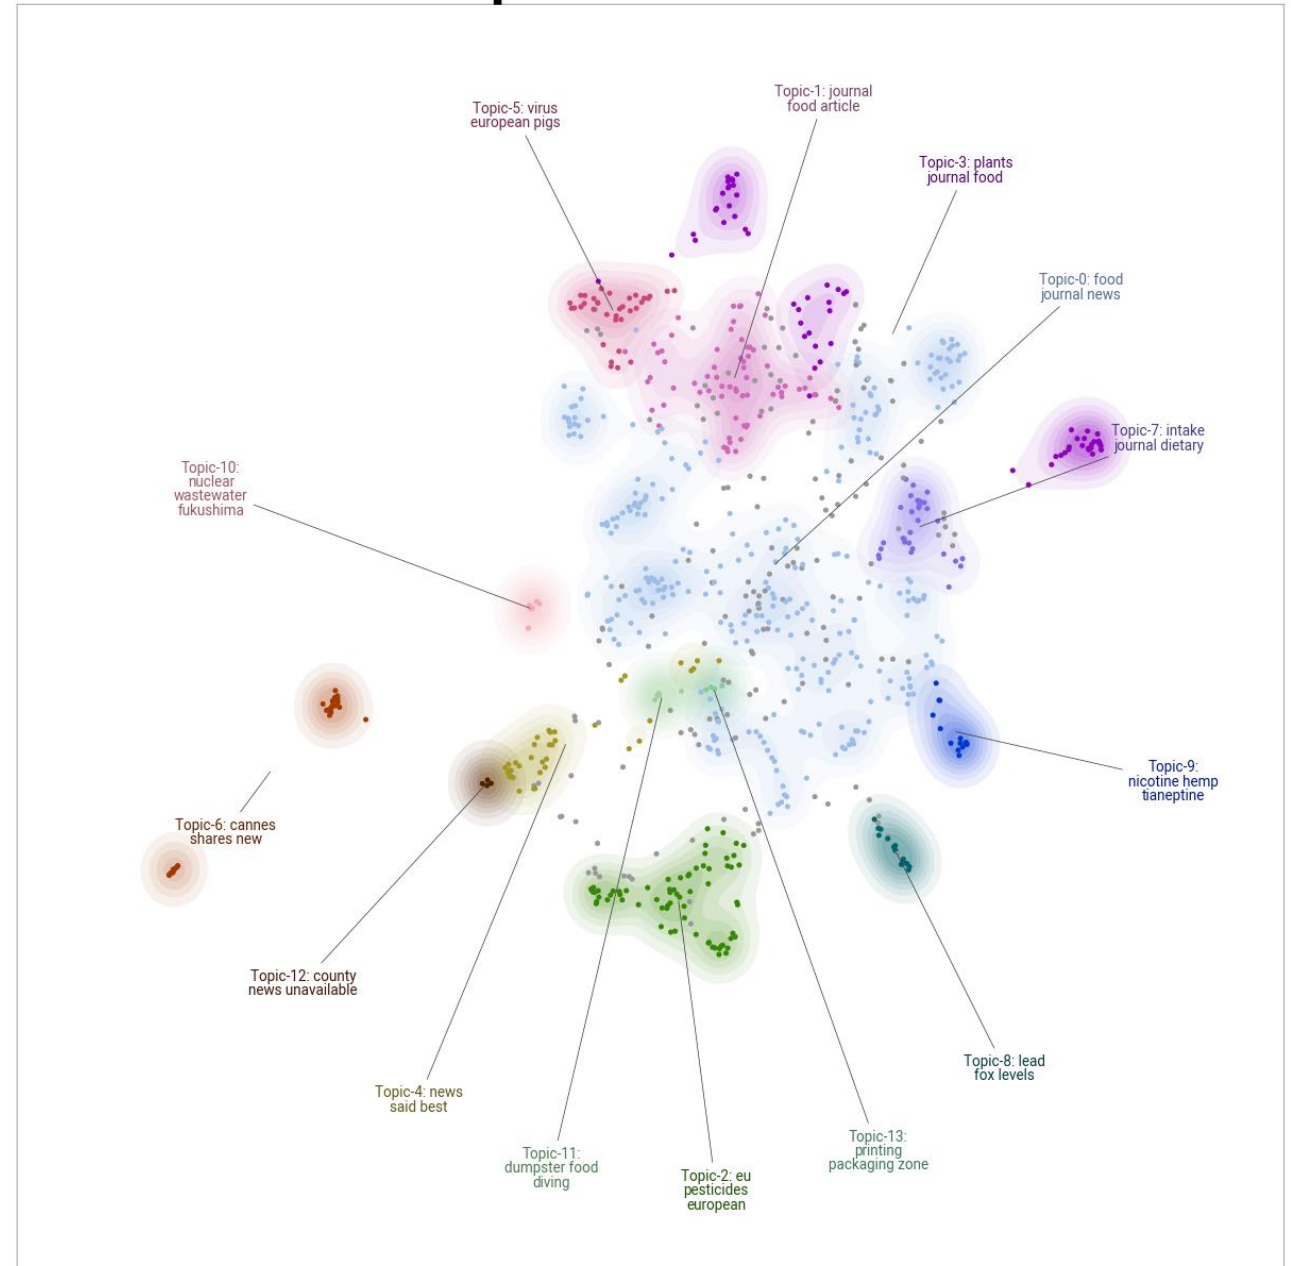 Topic-1: journal
food article
Topic-5: virus
european pigs
Topic-3: plants
journal food
Topic-0: food
journal news
Topic-7: intake
journal dietary
Topic-10:
nuclear
wastewater
fukushima
Topic-9:
nicotine hemp
tianeptine
Topic-6: cannes
shares new
Topic-12: county
news unavailable
Topic-8: lead
fox levels
Topic-4: news
said best
Topic-13:
printing
packaging zone
Topic-11:
dumpster food
diving
Topic-2: eu
pesticides
european